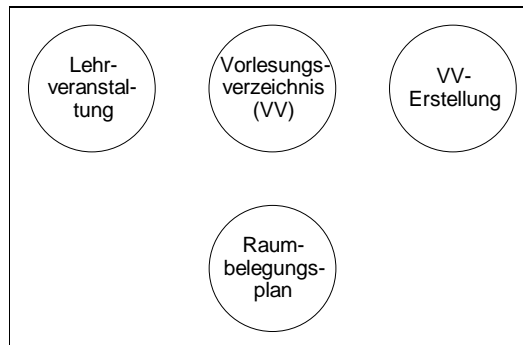 Lehr-
veranstal-
tung
Vorlesungs-
verzeichnis
(VV)
VV-
Erstellung
Raum-
belegungs-
plan